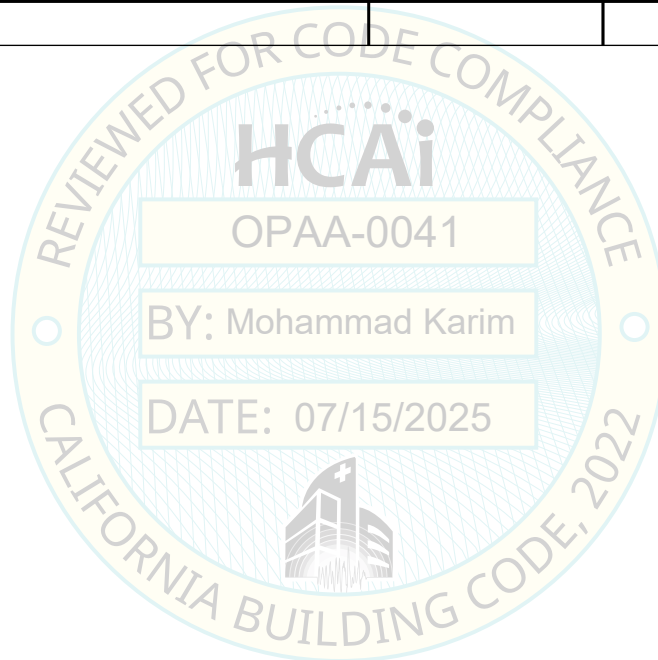 REVIEWED FOR CODE COMPLIANCE
HCAi
OPAA-0041
BY: Mohammad Karim
DATE: 07/15/2025
CALIFORNIA BUILDING CODE, 2022